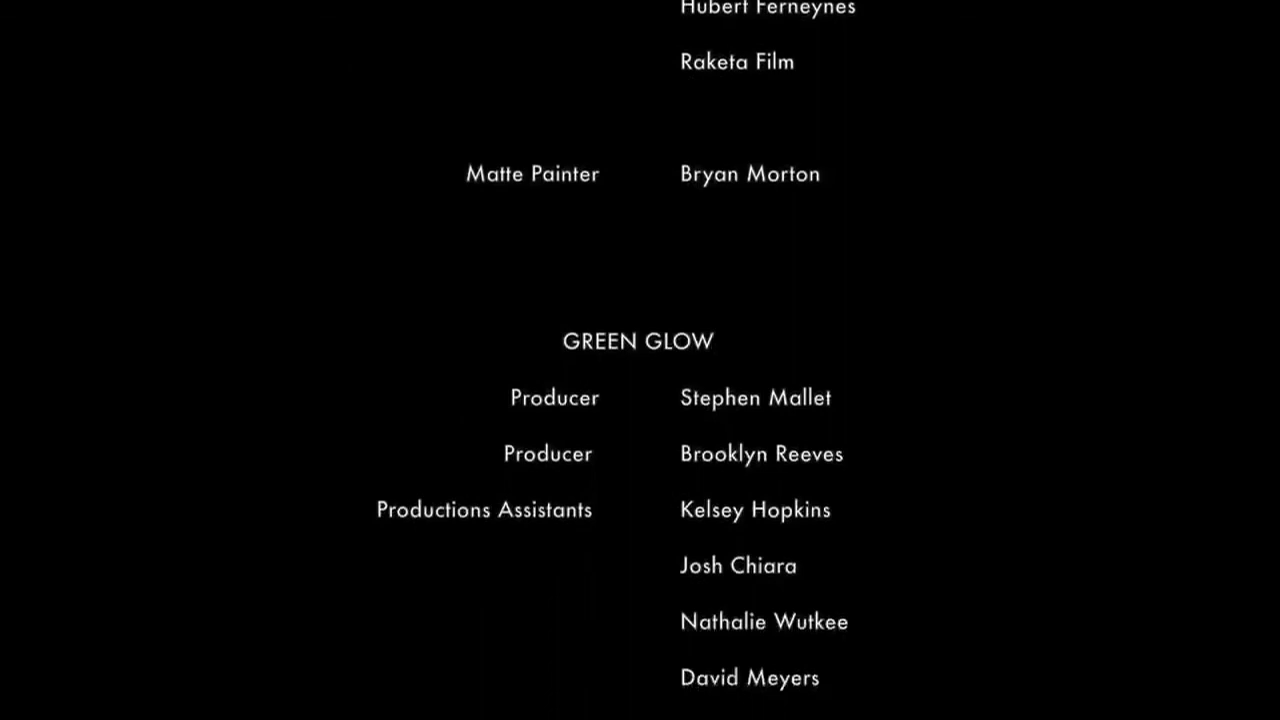 Hubert Ferneynes
Raketa Film
Matte Painter Bryan Morton
GREEN GLOW
Producer Stephen Mallet
Producer Brooklyn Reeves
Productions Assistants Kelsey Hopkins
Josh Chiara
Nathalie Wutkee
David Meyers